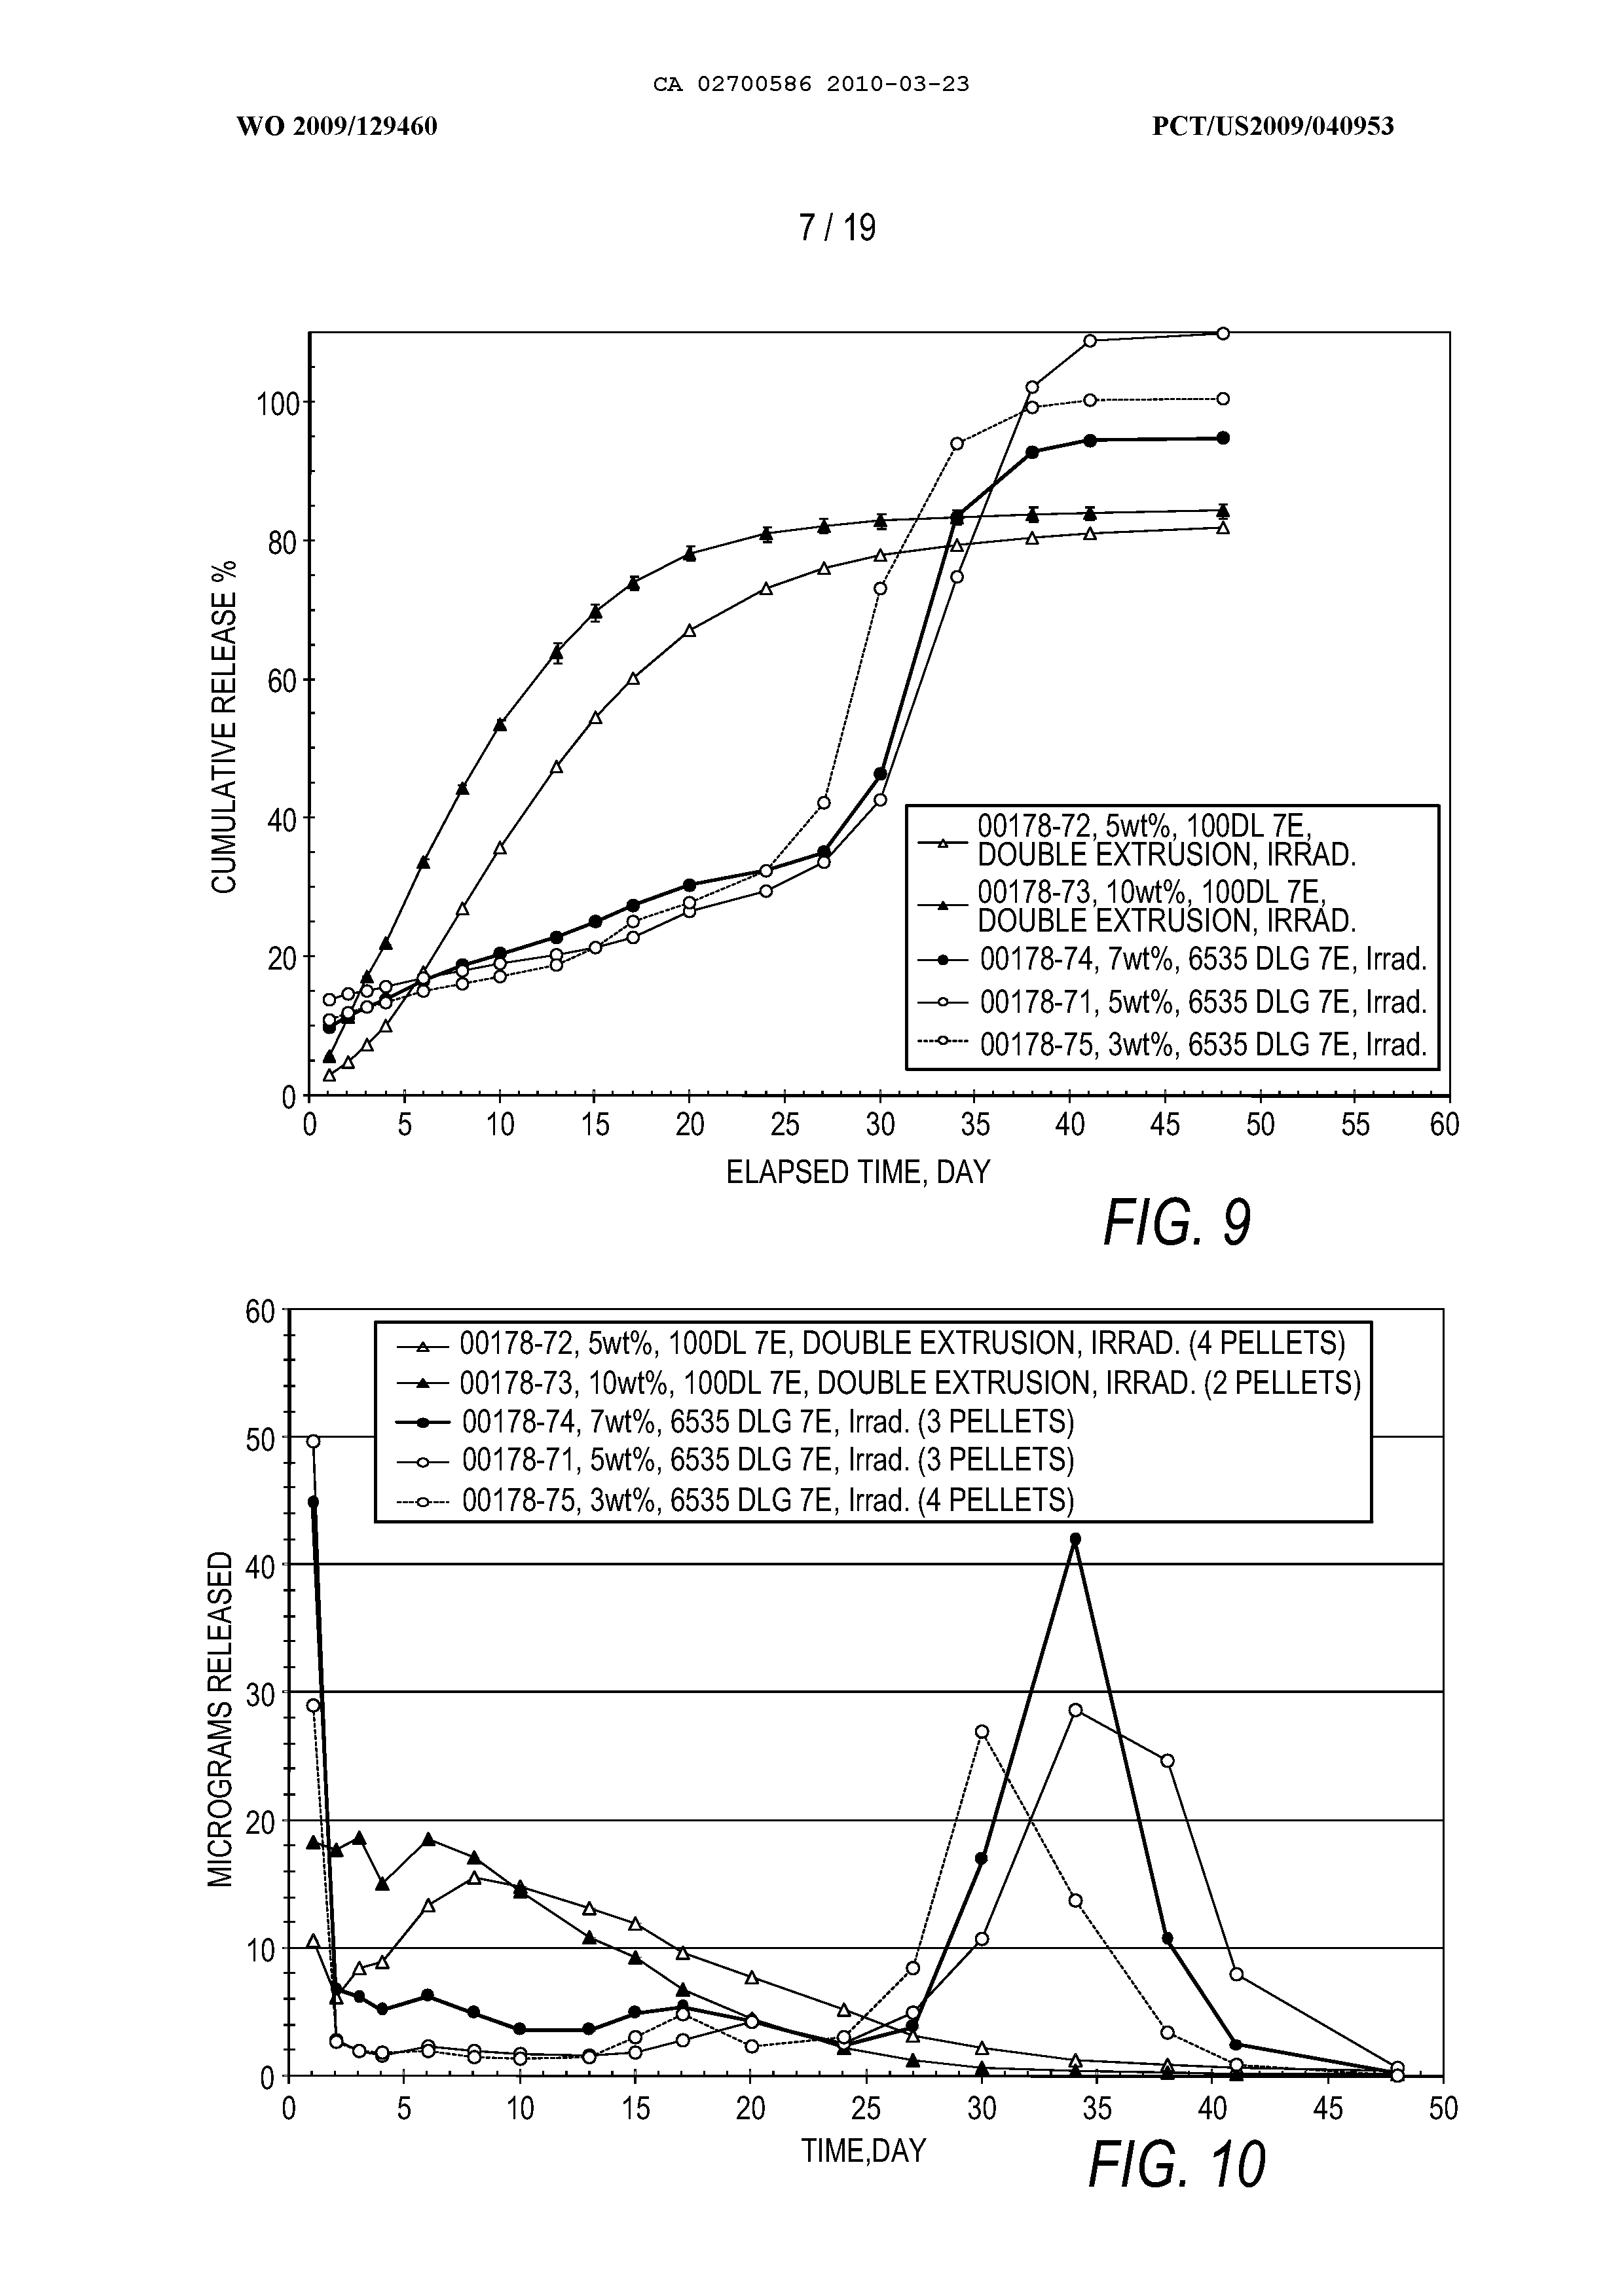 CA 02700586 2010-03-23
WO 2009/129460 PCT/US2009/040953
7 / 19
CUMULATIVE RELEASE %
100
80
60
40
20
0
0 5 10 15 20 25 30 35 40 45 50 55 60
ELAPSED TIME, DAY
00178-72, 5wt%, 100DL 7E,
DOUBLE EXTRUSION, IRRAD.
00178-73, 10wt%, 100DL 7E,
DOUBLE EXTRUSION, IRRAD.
00178-74, 7wt%, 6535 DLG 7E, Irrad.
00178-71, 5wt%, 6535 DLG 7E, Irrad.
00178-75, 3wt%, 6535 DLG 7E, Irrad.
FIG. 9
MICROGRAMS RELEASED
60
50
40
30
20
10
0
00178-72, 5wt%, 100DL 7E, DOUBLE EXTRUSION, IRRAD. (4 PELLETS)
00178-73, 10wt%, 100DL 7E, DOUBLE EXTRUSION, IRRAD. (2 PELLETS)
00178-74, 7wt%, 6535 DLG 7E, Irrad. (3 PELLETS)
00178-71, 5wt%, 6535 DLG 7E, Irrad. (3 PELLETS)
00178-75, 3wt%, 6535 DLG 7E, Irrad. (4 PELLETS)
0 5 10 15 20 25 30 35 40 45 50
TIME,DAY
FIG. 10